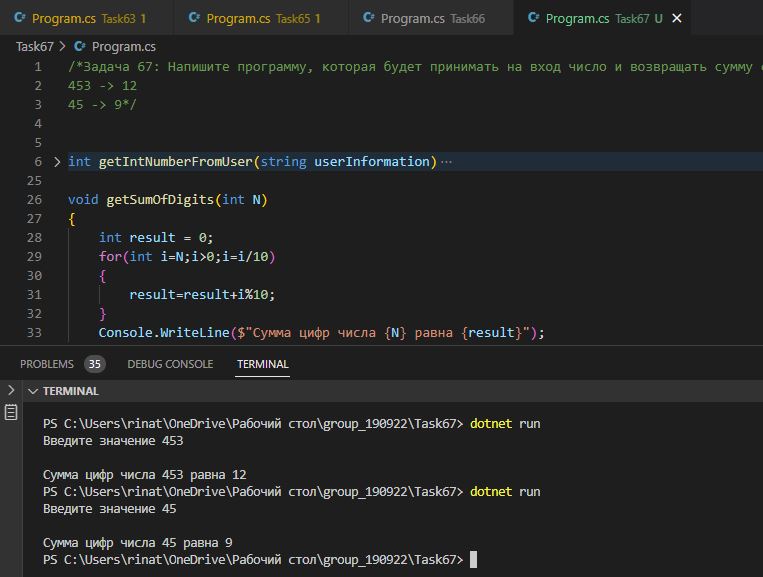 C# Program.cs Task63 1 C# Program.cs Task65 1 C# Program.cs Task66 C# Program.cs Task67 U ✕
Task67 > C# Program.cs
1 /*Задача 67: Напишите программу, которая будет принимать на вход число и возвращать сумму
2 453 -> 12
3 45 -> 9*/
4
5
6 > int getIntNumberFromUser(string userInformation)···
25
26 void getSumOfDigits(int N)
27 {
28 int result = 0;
29 for(int i=N;i>0;i=i/10)
30 {
31 result=result+i%10;
32 }
33 Console.WriteLine($"Сумма цифр числа {N} равна {result}");
PROBLEMS 35 DEBUG CONSOLE TERMINAL
TERMINAL
PS C:\Users\rinat\OneDrive\Рабочий стол\group_190922\Task67> dotnet run
Введите значение 453
Сумма цифр числа 453 равна 12
PS C:\Users\rinat\OneDrive\Рабочий стол\group_190922\Task67> dotnet run
Введите значение 45
Сумма цифр числа 45 равна 9
PS C:\Users\rinat\OneDrive\Рабочий стол\group_190922\Task67>